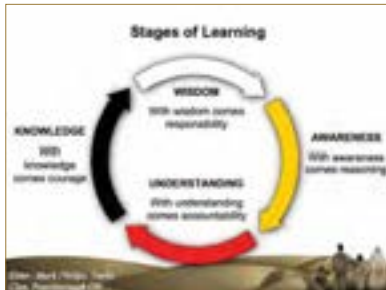 Stages of Learning
WISDOM
With wisdom comes
responsibility
AWARENESS
With awareness
comes reasoning
UNDERSTANDING
With understanding
comes accountability
KNOWLEDGE
With
knowledge
comes courage